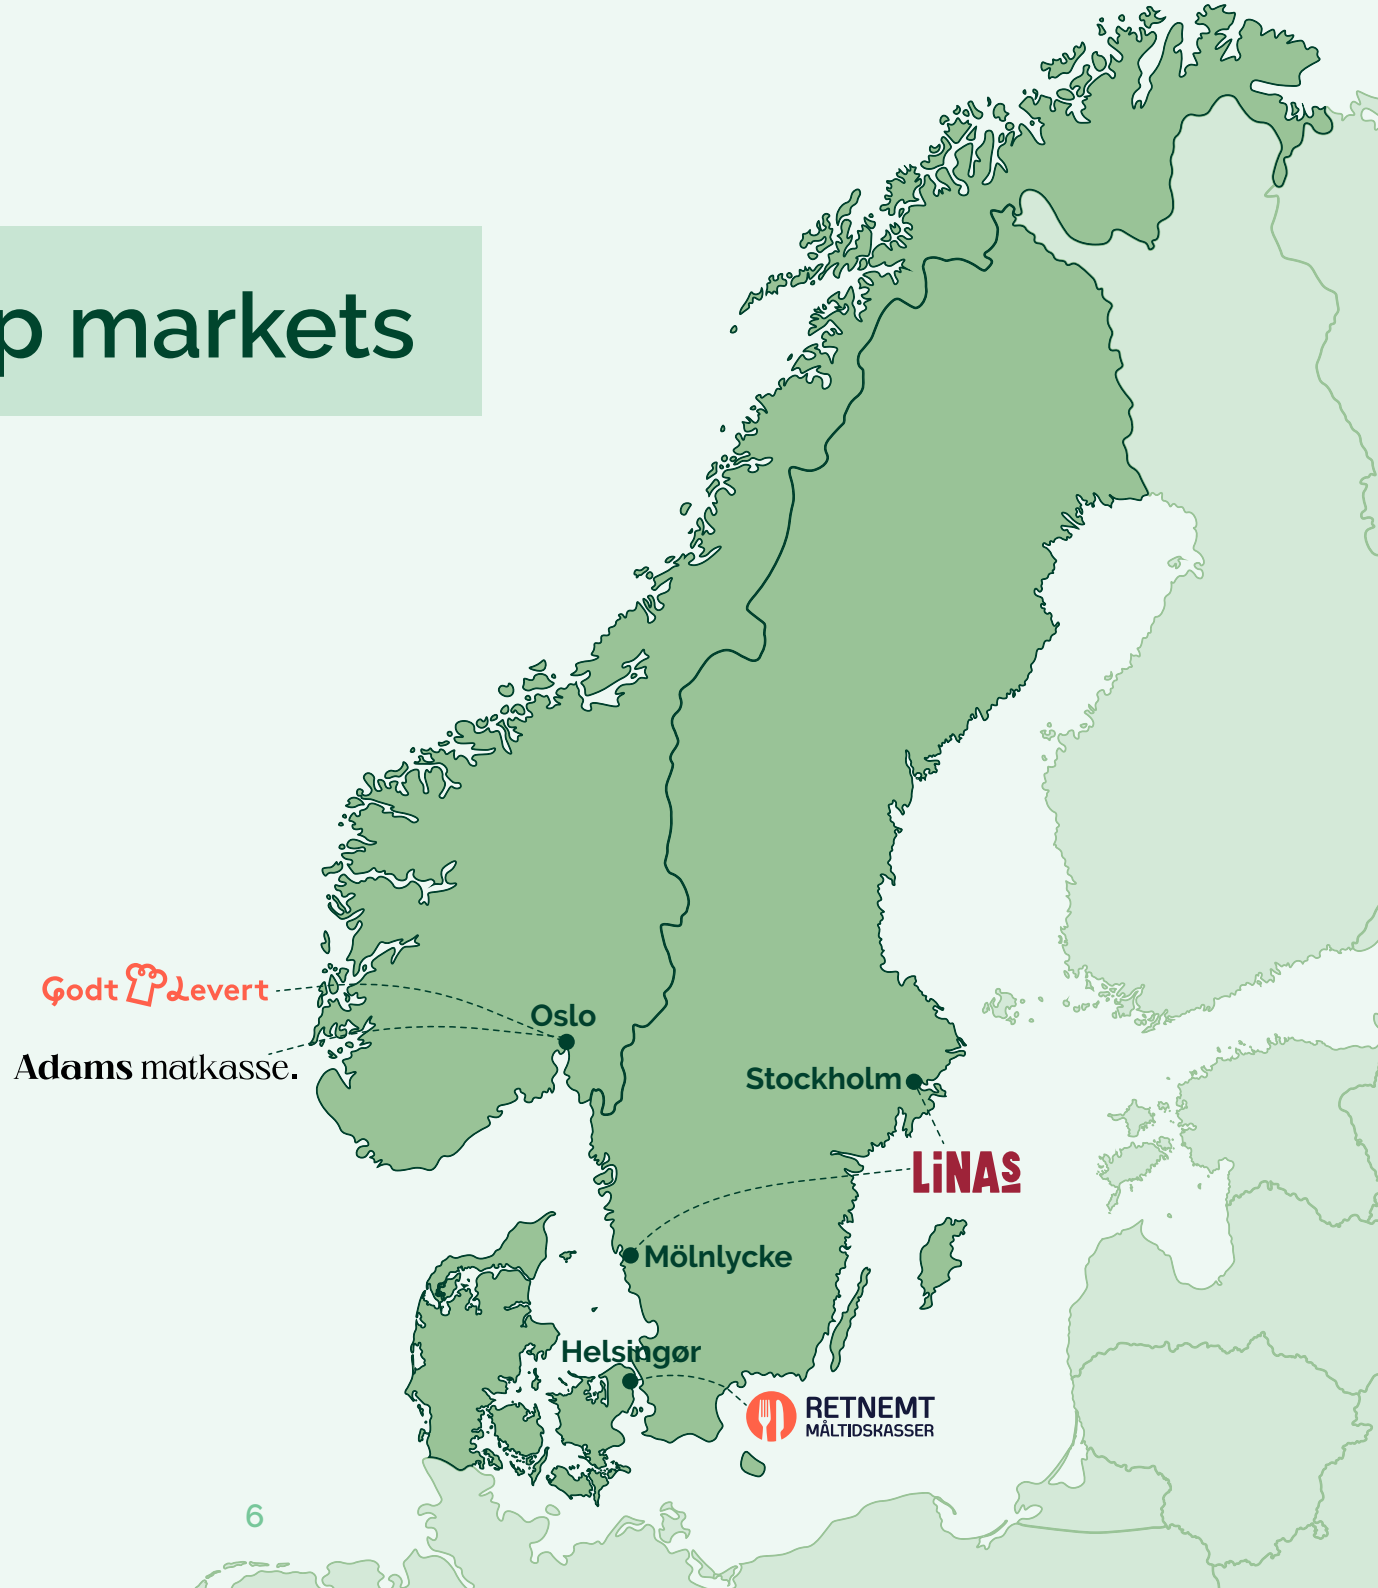 p markets
Godt Levert
Oslo
Adams matkasse.
Stockholm
LiNAS
Mölnlycke
Helsingør
RETNEMT
MÅLTIDSKASSER
6